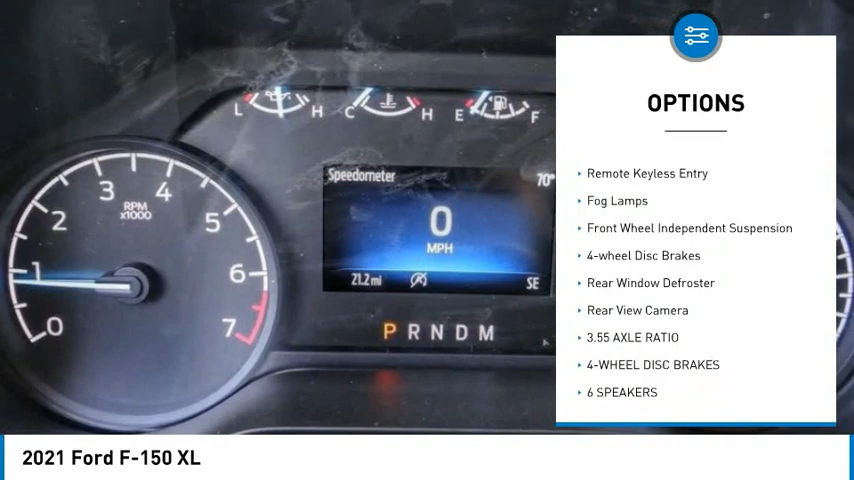 L H C H E F
Speedometer 70°
0
MPH
21.2 mi SE
P R N D M
RPM
x1000
0 1 2 3 4 5 6 7
OPTIONS
Remote Keyless Entry
Fog Lamps
Front Wheel Independent Suspension
4-wheel Disc Brakes
Rear Window Defroster
Rear View Camera
3.55 AXLE RATIO
4-WHEEL DISC BRAKES
6 SPEAKERS
2021 Ford F-150 XL